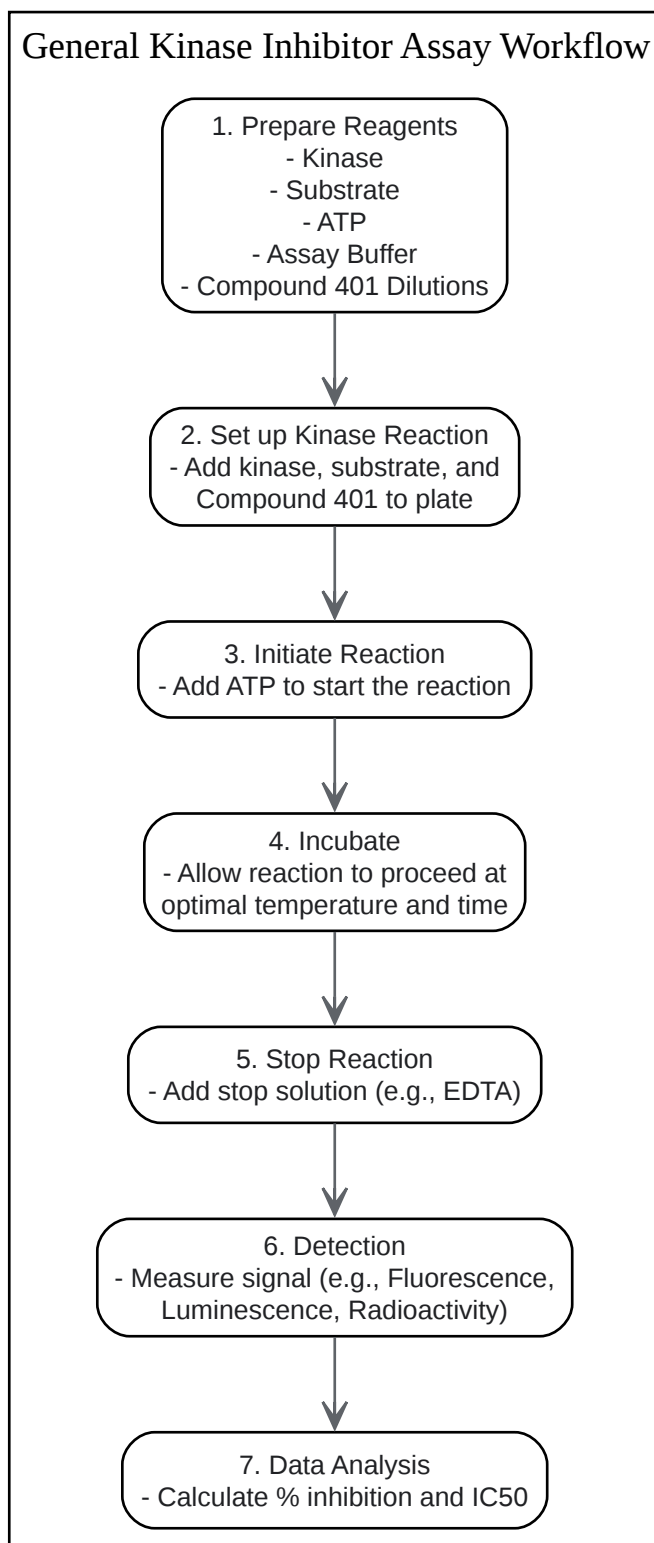 General Kinase Inhibitor Assay Workflow
1. Prepare Reagents
- Kinase
- Substrate
- ATP
- Assay Buffer
- Compound 401 Dilutions
2. Set up Kinase Reaction
- Add kinase, substrate, and
Compound 401 to plate
3. Initiate Reaction
- Add ATP to start the reaction
4. Incubate
- Allow reaction to proceed at
optimal temperature and time
5. Stop Reaction
- Add stop solution (e.g., EDTA)
6. Detection
- Measure signal (e.g., Fluorescence,
Luminescence, Radioactivity)
7. Data Analysis
- Calculate % inhibition and IC50